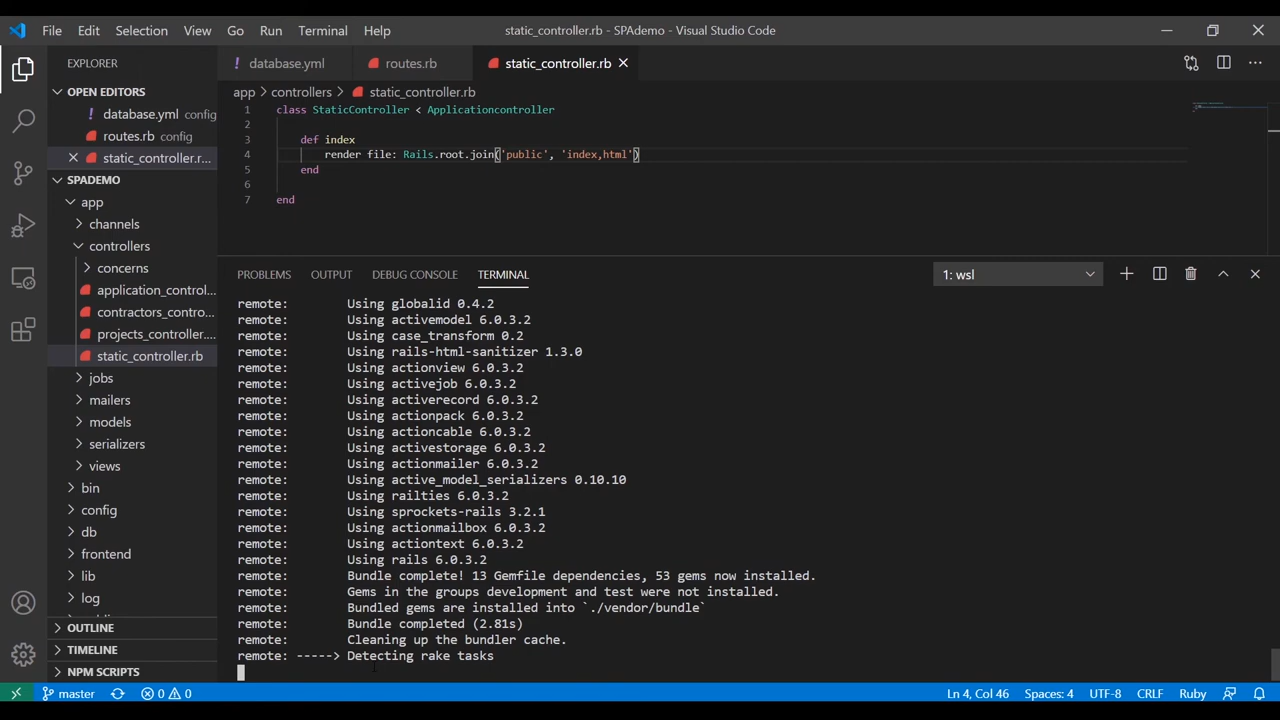 File Edit Selection View Go Run Terminal Help static_controller.rb - SPAdemo - Visual Studio Code
EXPLORER
OPEN EDITORS
database.yml config
routes.rb config
static_controller.r...
SPADEMO
app
channels
controllers
concerns
application_control...
contractors_contro...
projects_controller....
static_controller.rb
jobs
mailers
models
serializers
views
bin
config
db
frontend
lib
log
OUTLINE
TIMELINE
NPM SCRIPTS
database.yml routes.rb static_controller.rb
app > controllers > static_controller.rb
1 class StaticController < Applicationcontroller
2
3 def index
4 render file: Rails.root.join('public', 'index,html')
5 end
6
7 end
PROBLEMS OUTPUT DEBUG CONSOLE TERMINAL 1: wsl
remote: Using globalid 0.4.2
remote: Using activemodel 6.0.3.2
remote: Using case_transform 0.2
remote: Using rails-html-sanitizer 1.3.0
remote: Using actionview 6.0.3.2
remote: Using activejob 6.0.3.2
remote: Using activerecord 6.0.3.2
remote: Using actionpack 6.0.3.2
remote: Using actioncable 6.0.3.2
remote: Using activestorage 6.0.3.2
remote: Using actionmailer 6.0.3.2
remote: Using active_model_serializers 0.10.10
remote: Using railties 6.0.3.2
remote: Using sprockets-rails 3.2.1
remote: Using actionmailbox 6.0.3.2
remote: Using actiontext 6.0.3.2
remote: Using rails 6.0.3.2
remote: Bundle complete! 13 Gemfile dependencies, 53 gems now installed.
remote: Gems in the groups development and test were not installed.
remote: Bundled gems are installed into `./vendor/bundle`
remote: Bundle completed (2.81s)
remote: Cleaning up the bundler cache.
remote: -----> Detecting rake tasks
master 0 0 Ln 4, Col 46 Spaces: 4 UTF-8 CRLF Ruby